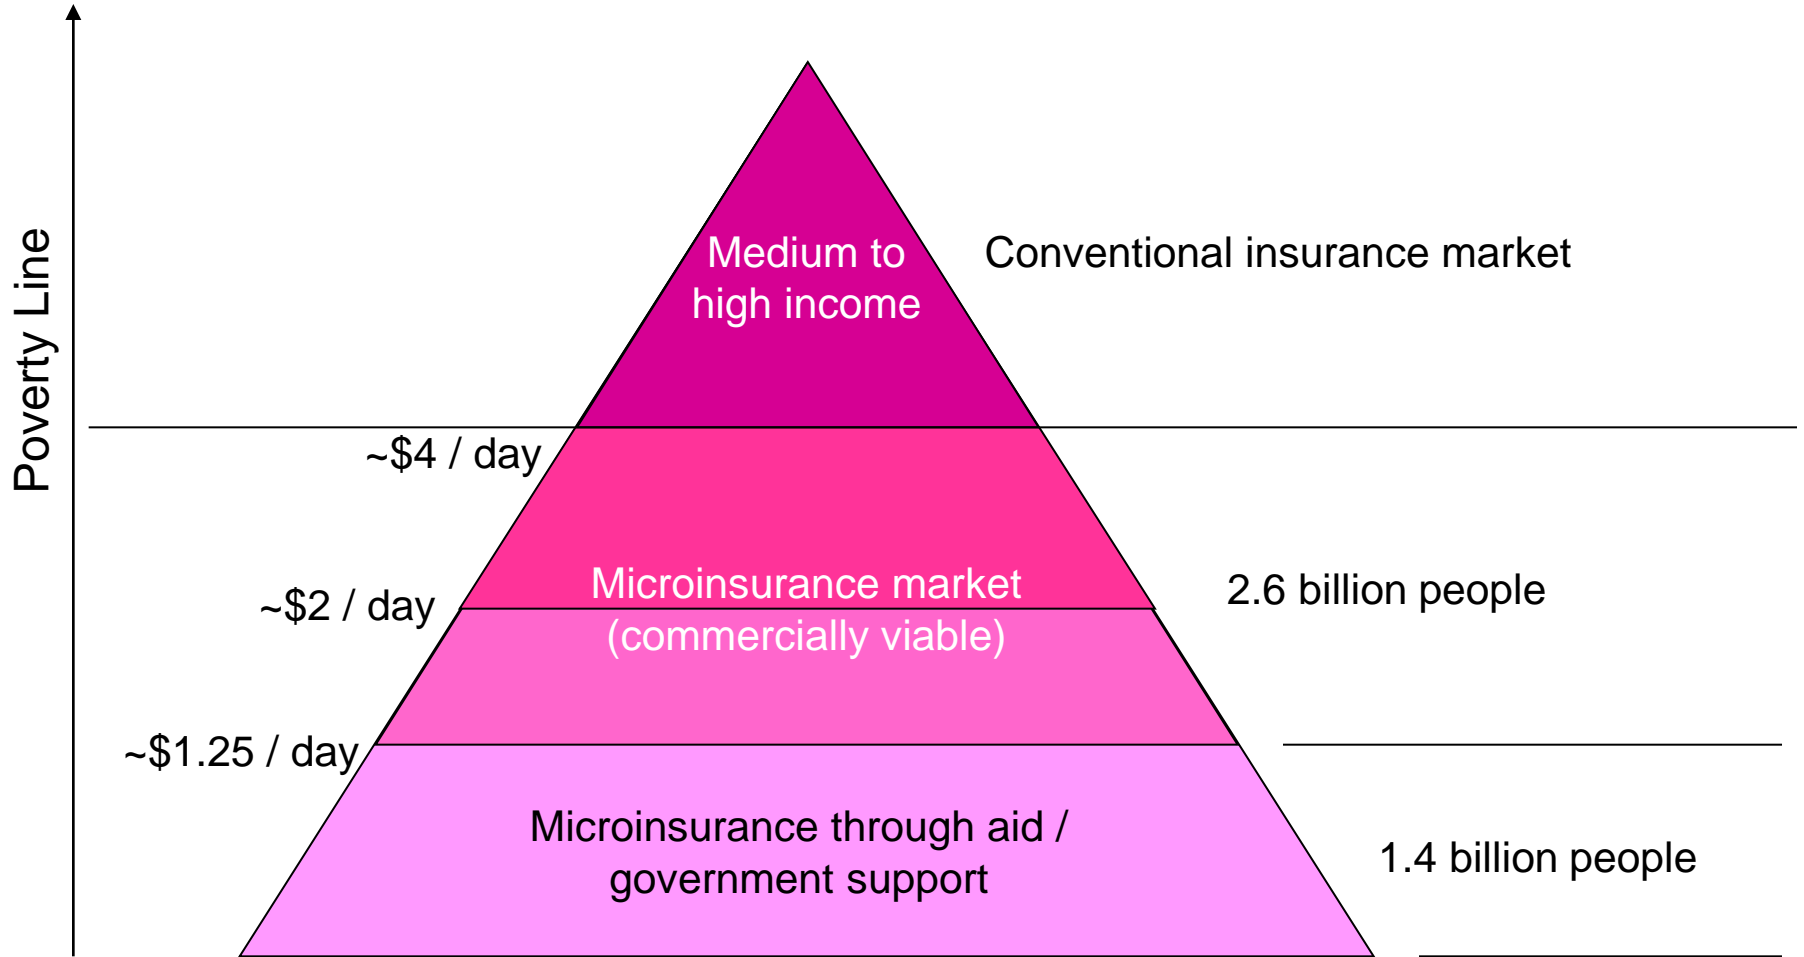 Poverty Line
Medium to
high income
Conventional insurance market
~$4 / day
Microinsurance market
(commercially viable)
~$2 / day
2.6 billion people
~$1.25 / day
Microinsurance through aid /
government support
1.4 billion people